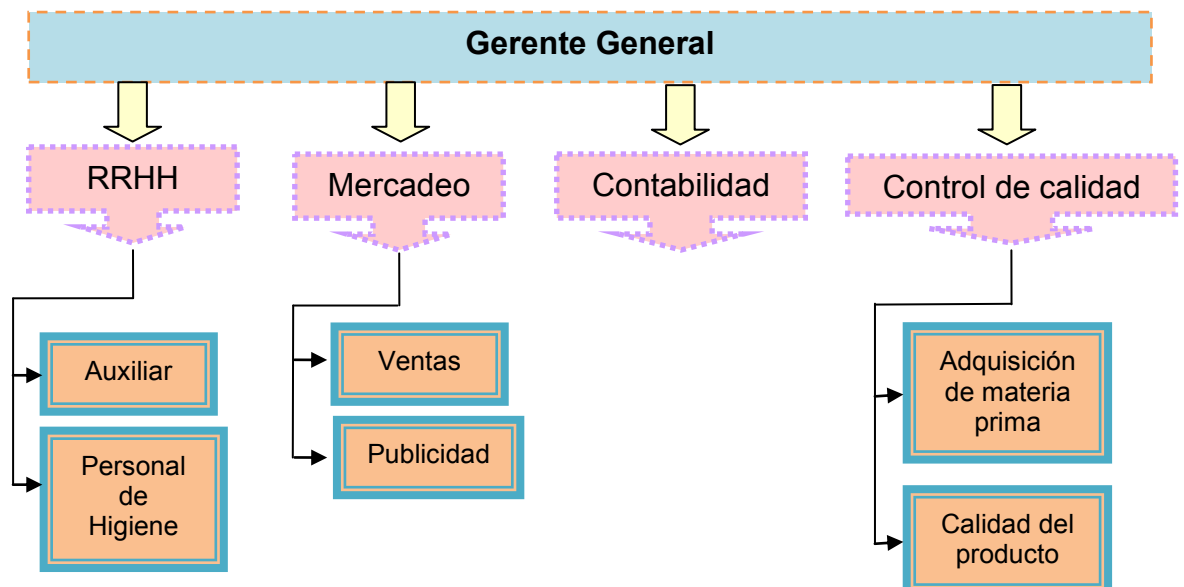 Gerente General
RRHH
Mercadeo
Contabilidad
Control de calidad
Auxiliar
Personal
de
Higiene
Ventas
Publicidad
Adquisición
de materia
prima
Calidad del
producto